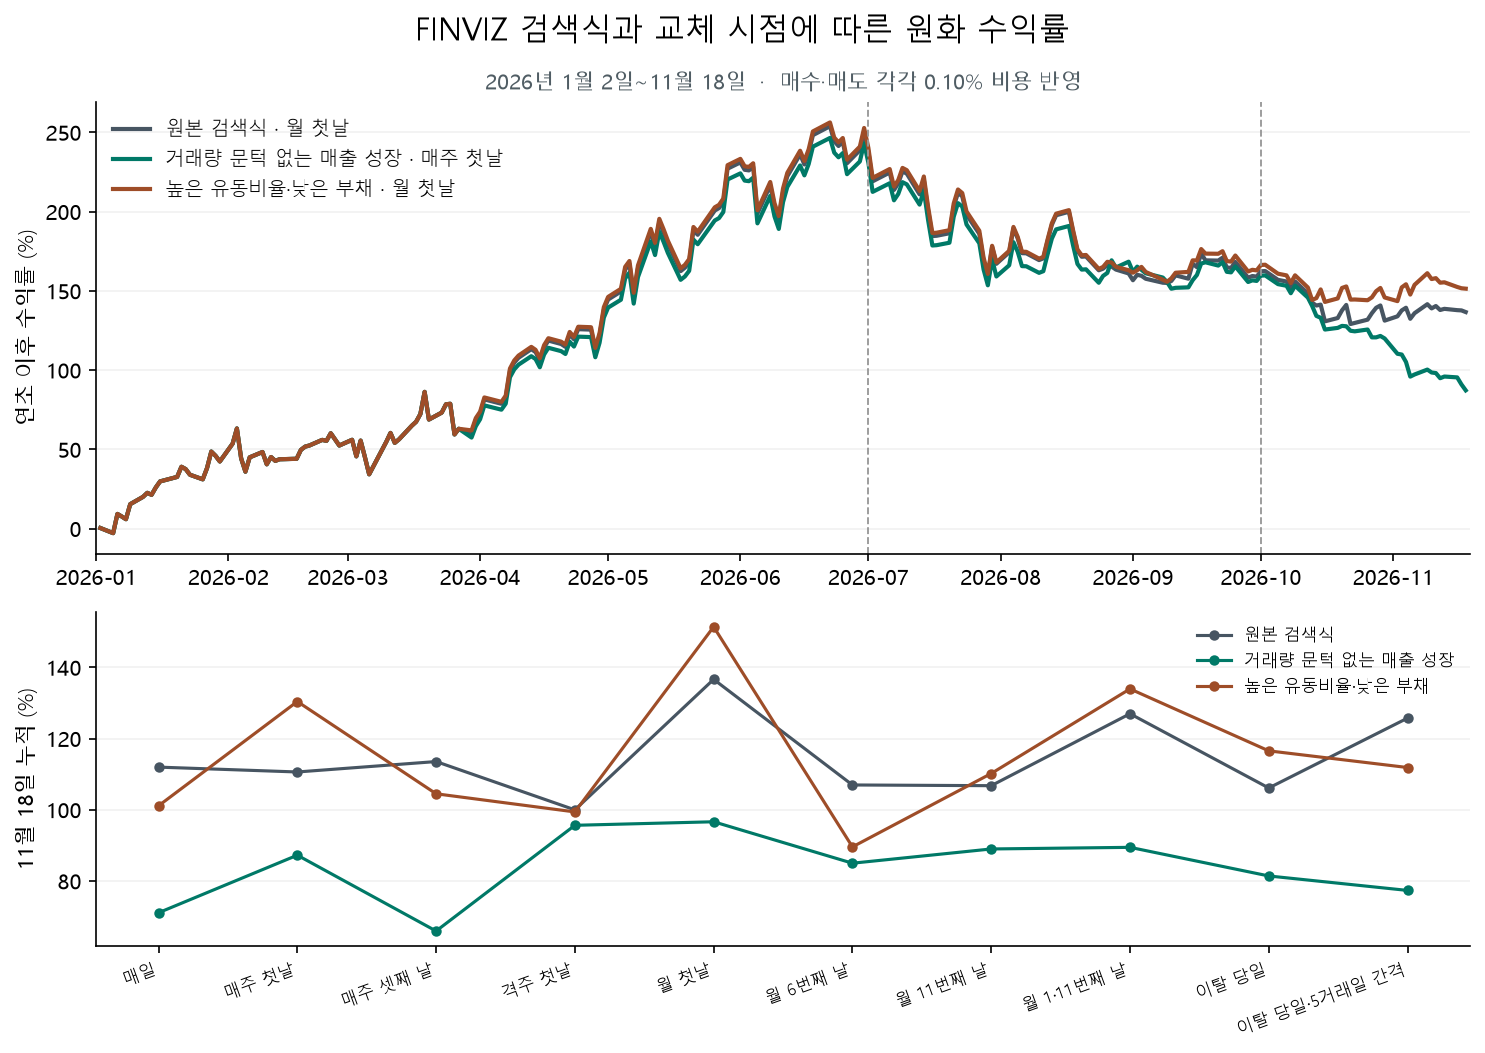 FINVIZ 검색식과 교체 시점에 따른 원화 수익률
2026년 1월 2일~11월 18일 · 매수·매도 각각 0.10% 비용 반영
원본 검색식 · 월 첫날
거래량 문턱 없는 매출 성장 · 매주 첫날
높은 유동비율·낮은 부채 · 월 첫날
연초 이후 수익률 (%)
250
200
150
100
50
0
2026-01
2026-02
2026-03
2026-04
2026-05
2026-06
2026-07
2026-08
2026-09
2026-10
2026-11
원본 검색식
거래량 문턱 없는 매출 성장
높은 유동비율·낮은 부채
11월 18일 누적 (%)
140
120
100
80
매일
매주 첫날
매주 셋째 날
격주 첫날
월 첫날
월 6번째 날
월 11번째 날
월 1·11번째 날
이탈 당일
이탈 당일·5거래일 간격